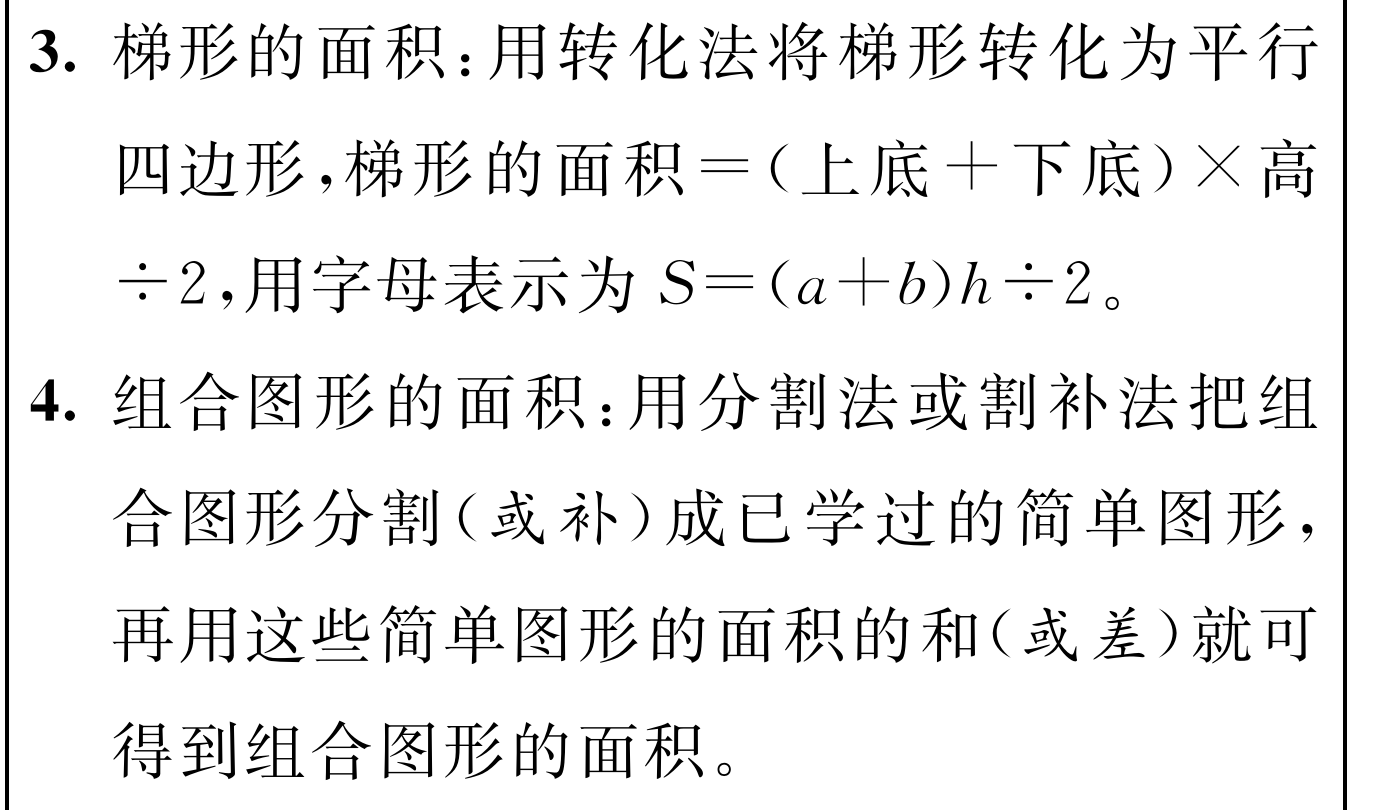 3. 梯形的面积:用转化法将梯形转化为平行
四边形,梯形的面积=(上底+下底)×高
÷2,用字母表示为 S=(a+b)h÷2。
4. 组合图形的面积:用分割法或割补法把组
合图形分割(或补)成已学过的简单图形,
再用这些简单图形的面积的和(或差)就可
得到组合图形的面积。